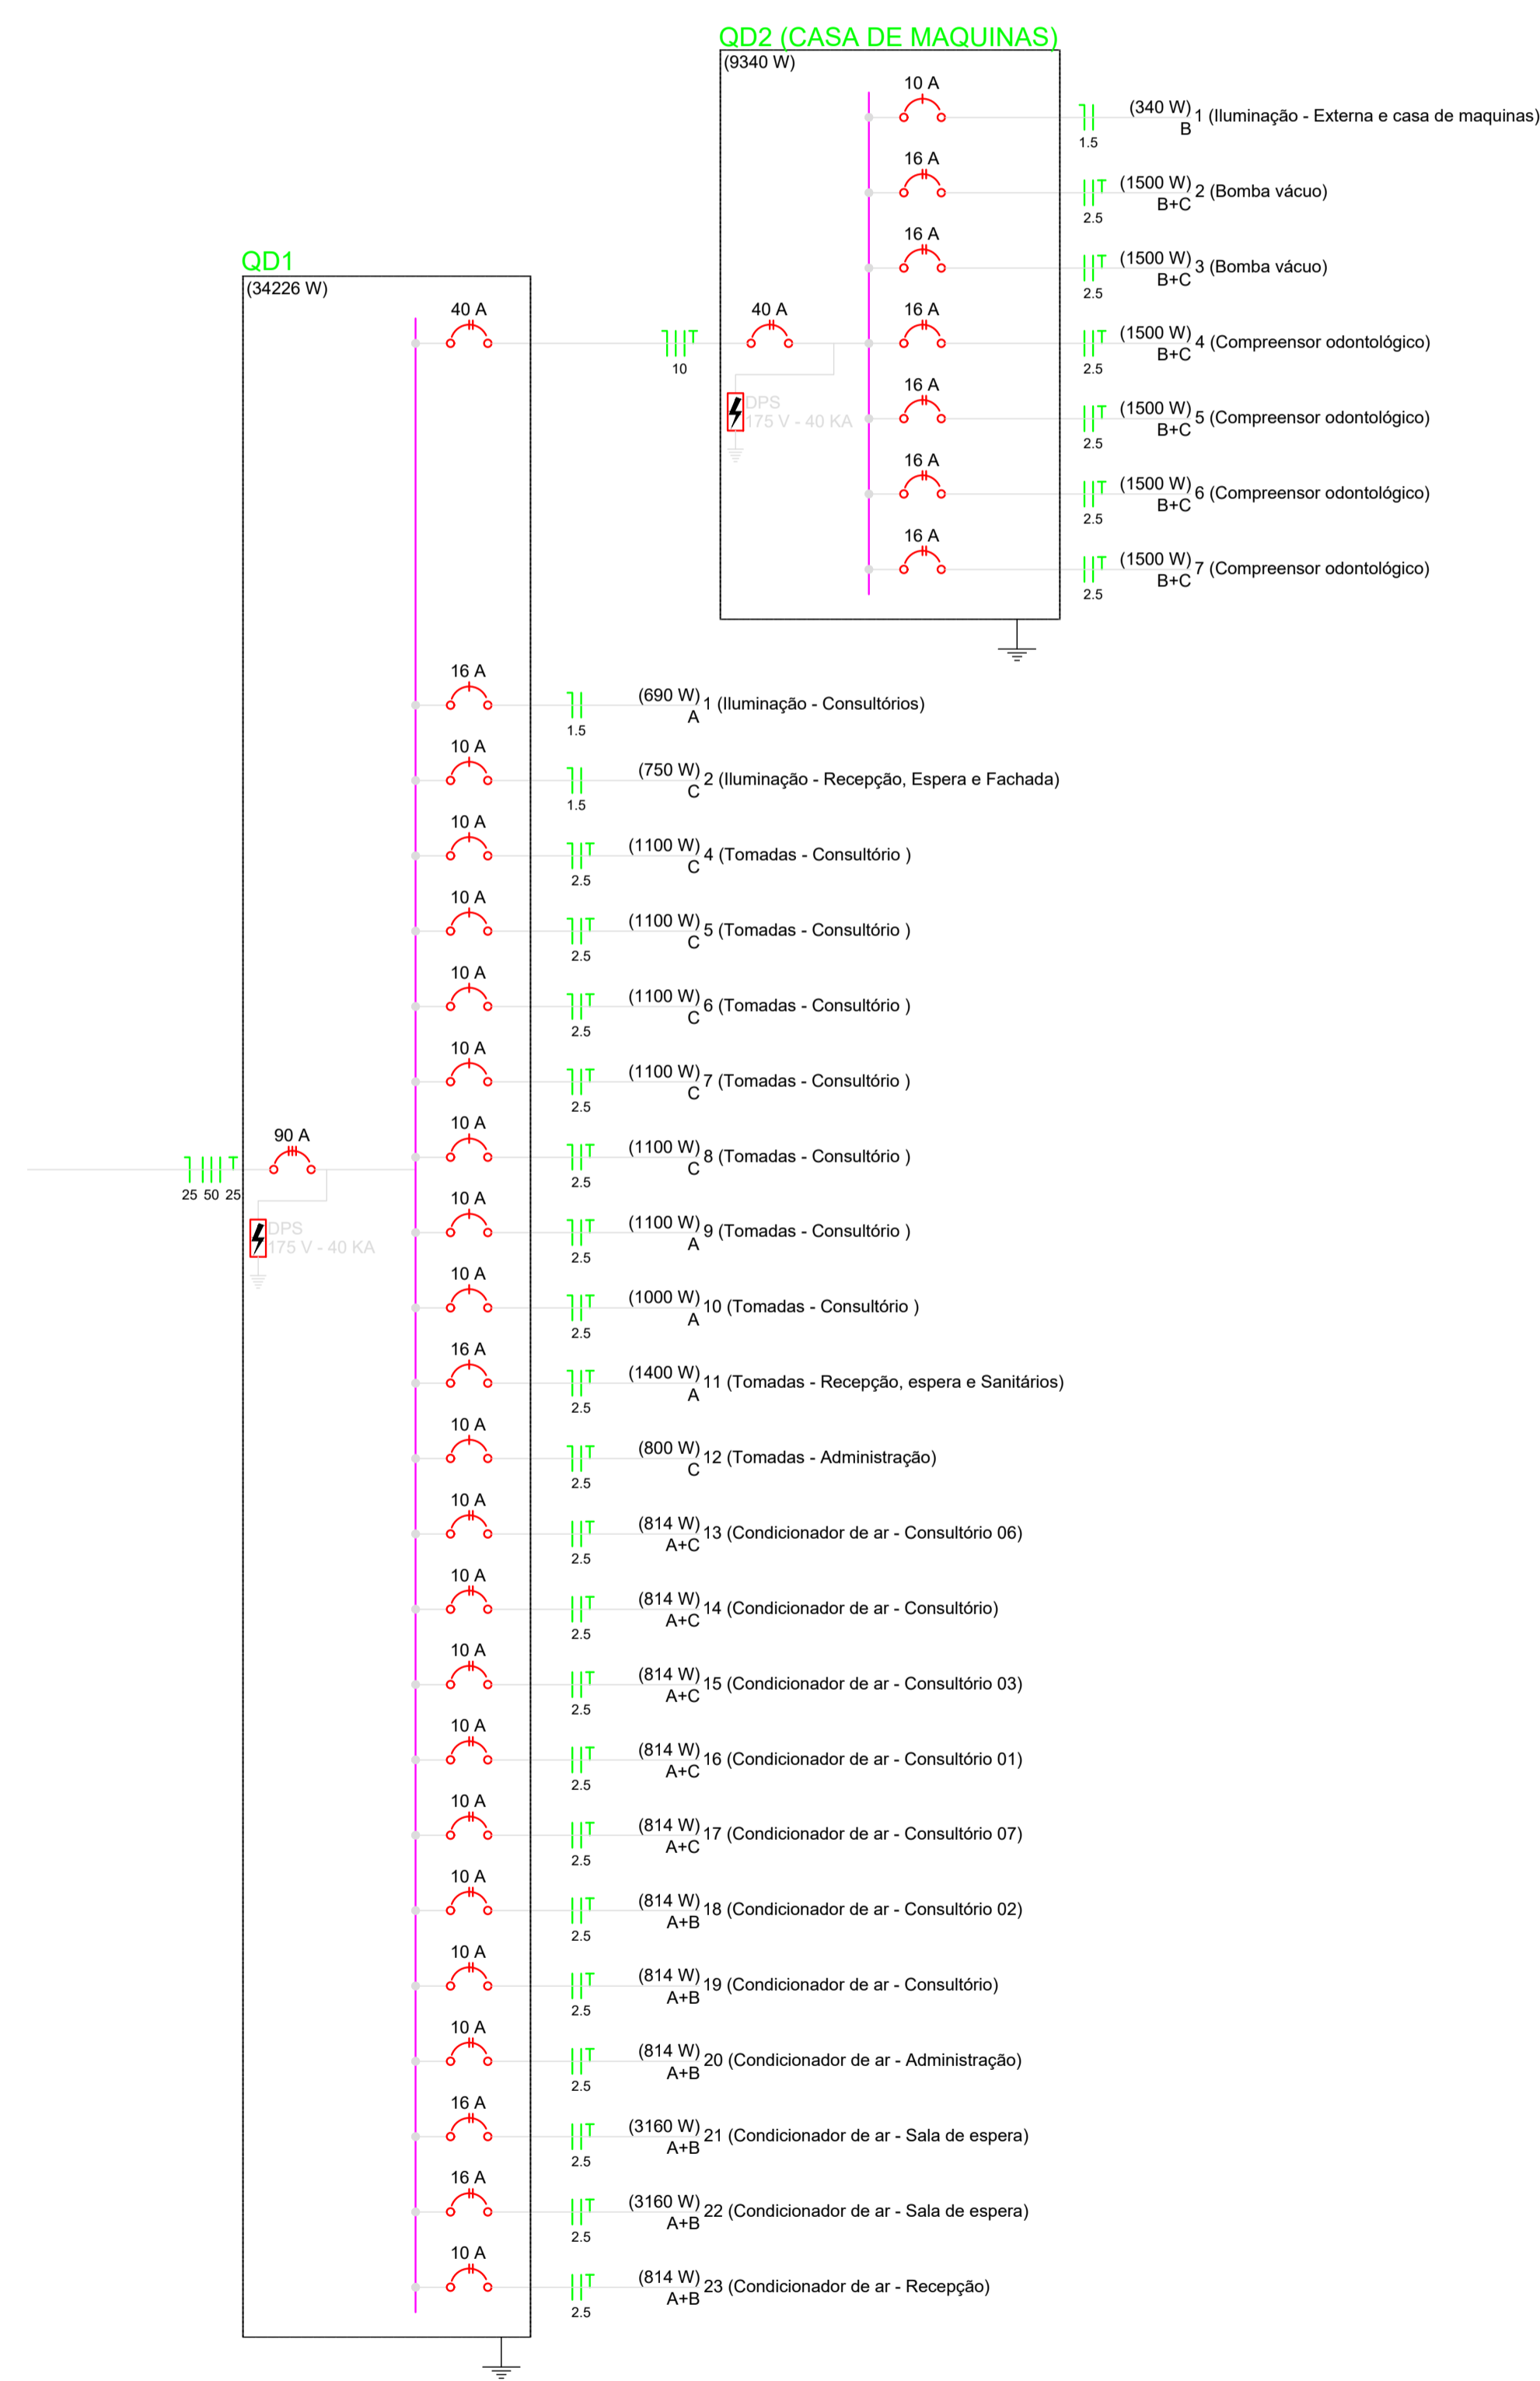 QD2 (CASA DE MAQUINAS)
(9340 W)
10 A
(340 W)
1 (Iluminação - Externa e casa de maquinas)
B
1.5
16 A
(1500 W)
2 (Bomba vácuo)
B+C
2.5
16 A
(1500 W)
3 (Bomba vácuo)
B+C
2.5
QD1
(34226 W)
40 A
10
40 A
16 A
(1500 W)
4 (Compreensor odontológico)
B+C
2.5
DPS
175 V - 40 KA
16 A
(1500 W)
5 (Compreensor odontológico)
B+C
2.5
16 A
(1500 W)
6 (Compreensor odontológico)
B+C
2.5
16 A
(1500 W)
7 (Compreensor odontológico)
B+C
2.5
16 A
(690 W)
1 (Iluminação - Consultórios)
A
1.5
10 A
(750 W)
2 (Iluminação - Recepção, Espera e Fachada)
C
1.5
10 A
(1100 W)
4 (Tomadas - Consultório )
C
2.5
10 A
(1100 W)
5 (Tomadas - Consultório )
C
2.5
10 A
(1100 W)
6 (Tomadas - Consultório )
C
2.5
10 A
(1100 W)
7 (Tomadas - Consultório )
C
2.5
90 A
25 50 25
DPS
175 V - 40 KA
10 A
(1100 W)
8 (Tomadas - Consultório )
C
2.5
10 A
(1100 W)
9 (Tomadas - Consultório )
A
2.5
10 A
(1000 W)
10 (Tomadas - Consultório )
A
2.5
16 A
(1400 W)
11 (Tomadas - Recepção, espera e Sanitários)
A
2.5
10 A
(800 W)
12 (Tomadas - Administração)
C
2.5
10 A
(814 W)
13 (Condicionador de ar - Consultório 06)
A+C
2.5
10 A
(814 W)
14 (Condicionador de ar - Consultório)
A+C
2.5
10 A
(814 W)
15 (Condicionador de ar - Consultório 03)
A+C
2.5
10 A
(814 W)
16 (Condicionador de ar - Consultório 01)
A+C
2.5
10 A
(814 W)
17 (Condicionador de ar - Consultório 07)
A+C
2.5
10 A
(814 W)
18 (Condicionador de ar - Consultório 02)
A+B
2.5
10 A
(814 W)
19 (Condicionador de ar - Consultório)
A+B
2.5
10 A
(814 W)
20 (Condicionador de ar - Administração)
A+B
2.5
16 A
(3160 W)
21 (Condicionador de ar - Sala de espera)
A+B
2.5
16 A
(3160 W)
22 (Condicionador de ar - Sala de espera)
A+B
2.5
10 A
(814 W)
23 (Condicionador de ar - Recepção)
A+B
2.5